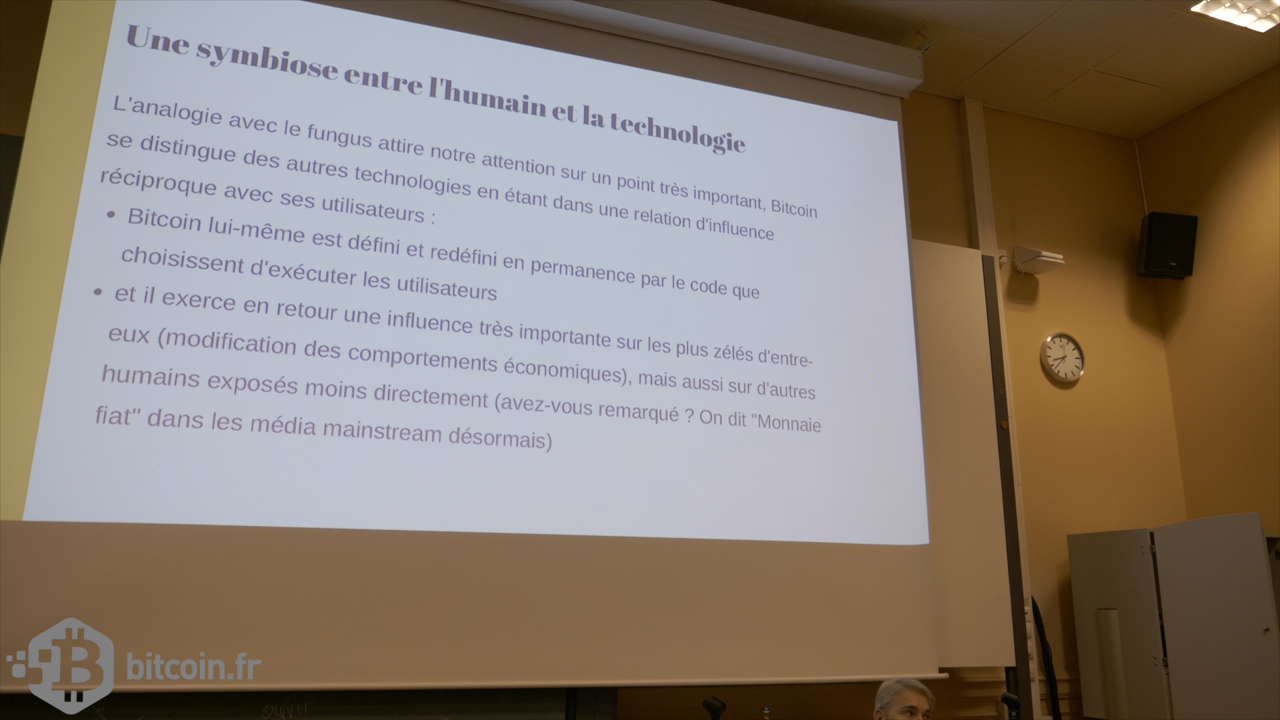 Une symbiose entre l'humain et la technologie
L'analogie avec le fungus attire notre attention sur un point très important, Bitcoin
se distingue des autres technologies en étant dans une relation d'influence
réciproque avec ses utilisateurs :
• Bitcoin lui-même est défini et redéfini en permanence par le code que
choisissent d'exécuter les utilisateurs
• et il exerce en retour une influence très importante sur les plus zélés d'entre-
eux (modification des comportements économiques), mais aussi sur d'autres
humains exposés moins directement (avez-vous remarqué ? On dit "Monnaie
fiat" dans les média mainstream désormais)
bitcoin.fr